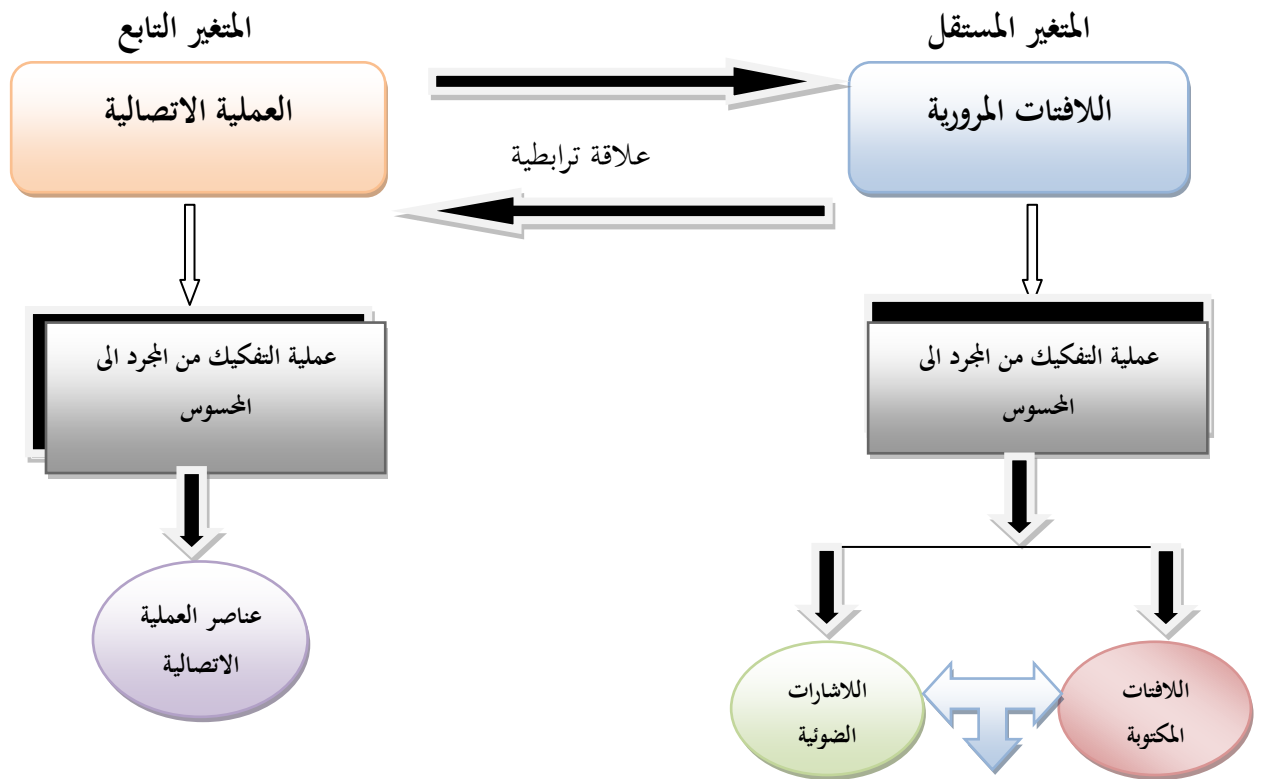 المتغير المستقل
المتغير التابع
اللافتات المرورية
العملية الاتصالية
علاقة ترابطية
عملية التفكيك من المجرد الى
المحسوس
عملية التفكيك من المجرد الى
المحسوس
اللافتات
المكتوبة
اللاشارات
الضوئية
عناصر العملية
الاتصالية